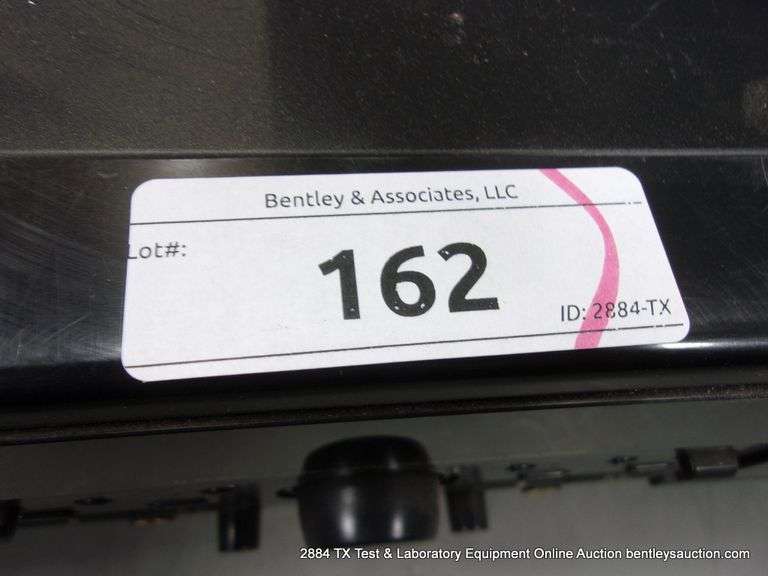 Bentley & Associates, LLC
Lot#:
162
ID: 2884-TX
2884 TX Test & Laboratory Equipment Online Auction bentleysauction.com